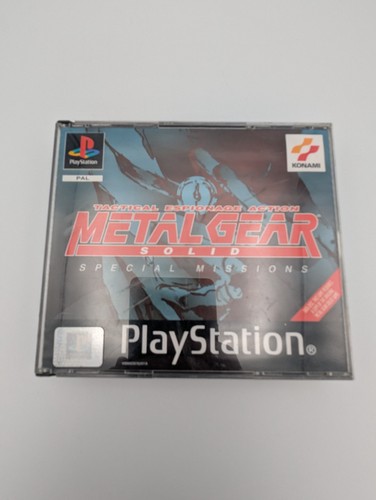 PlayStation
PAL
KONAMI
TACTICAL ESPIONAGE ACTION
METAL GEAR
SOLID
SPECIAL MISSIONS
PlayStation®